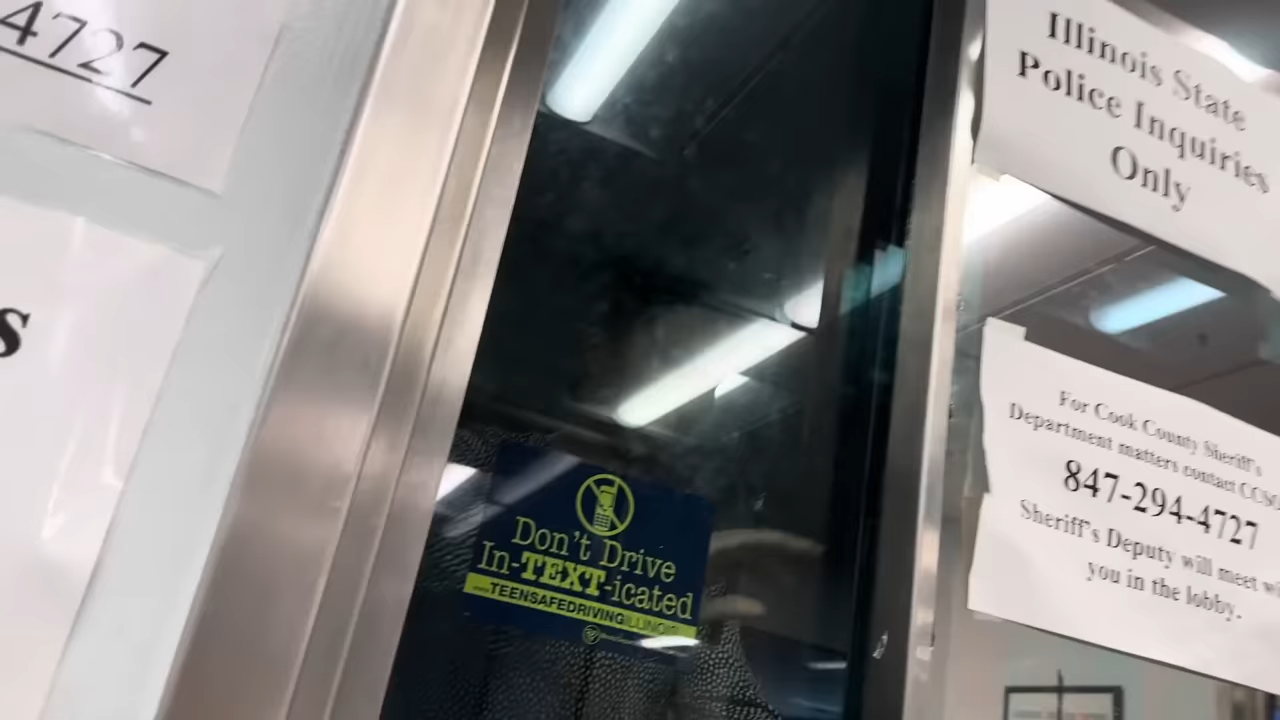 4727
s
Illinois State
Police Inquiries
Only
For Cook County Sheriff's
Department matters contact
847-294-4727
Sheriff's Deputy will meet
you in the lobby.
Don't Drive
In-TEXT-icated
TEENSAFEDRIVINGILLINOIS